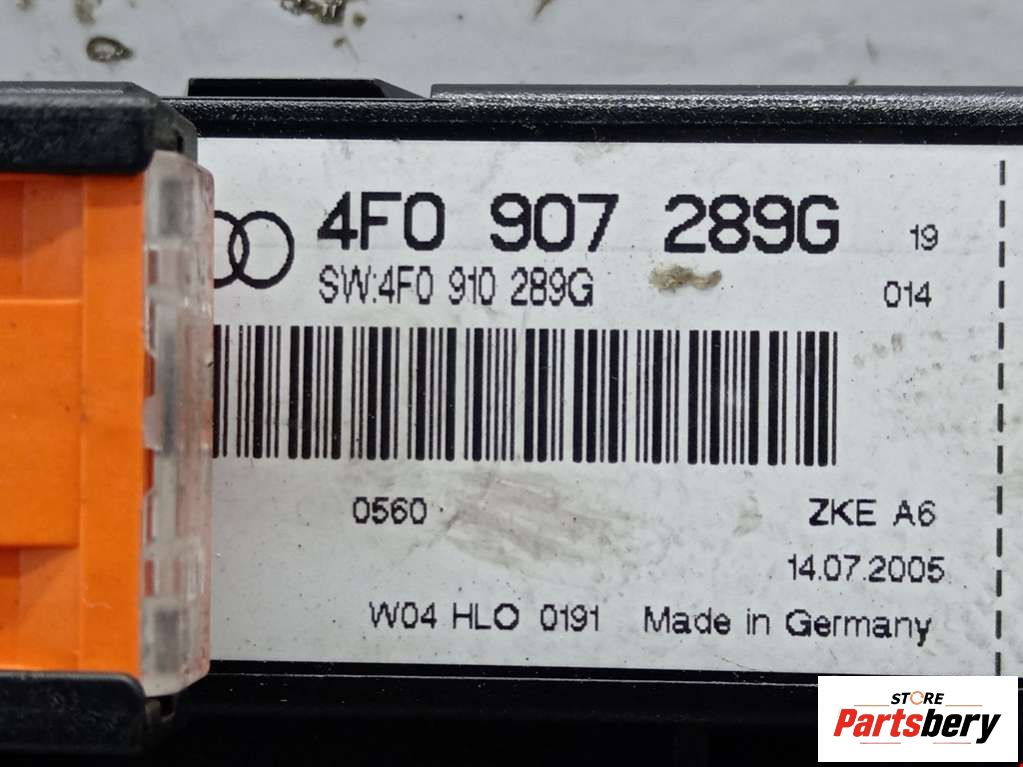 4F0 907 289G 19
SW:4F0 910 289G 014
0560 ZKE A6
14.07.2005
W04 HLO 0191 Made in Germany
STORE
Partsbery